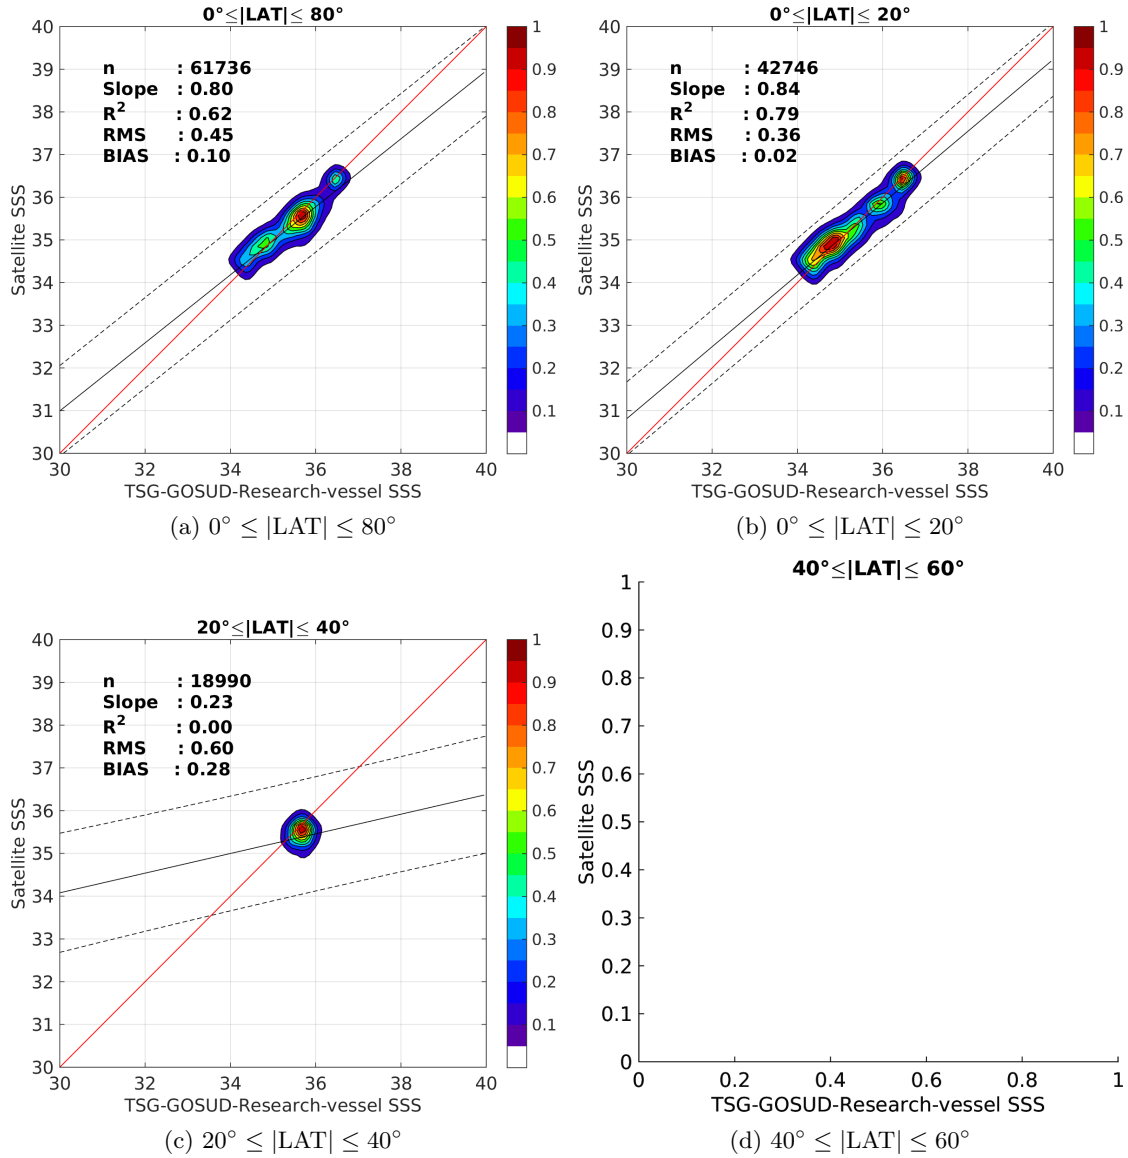 0°≤|LAT|≤ 80°
40
39
38
37
36
35
34
33
32
31
30
30 32 34 36 38 40
Satellite SSS
TSG-GOSUD-Research-vessel SSS
n : 61736
Slope : 0.80
R² : 0.62
RMS : 0.45
BIAS : 0.10
1
0.9
0.8
0.7
0.6
0.5
0.4
0.3
0.2
0.1
(a) 0° ≤ |LAT| ≤ 80°
0°≤|LAT|≤ 20°
40
39
38
37
36
35
34
33
32
31
30
30 32 34 36 38 40
Satellite SSS
TSG-GOSUD-Research-vessel SSS
n : 42746
Slope : 0.84
R² : 0.79
RMS : 0.36
BIAS : 0.02
1
0.9
0.8
0.7
0.6
0.5
0.4
0.3
0.2
0.1
(b) 0° ≤ |LAT| ≤ 20°
20°≤|LAT|≤ 40°
40
39
38
37
36
35
34
33
32
31
30
30 32 34 36 38 40
Satellite SSS
TSG-GOSUD-Research-vessel SSS
n : 18990
Slope : 0.23
R² : 0.00
RMS : 0.60
BIAS : 0.28
1
0.9
0.8
0.7
0.6
0.5
0.4
0.3
0.2
0.1
(c) 20° ≤ |LAT| ≤ 40°
40°≤|LAT|≤ 60°
1
0.9
0.8
0.7
0.6
0.5
0.4
0.3
0.2
0.1
0
0 0.2 0.4 0.6 0.8 1
Satellite SSS
TSG-GOSUD-Research-vessel SSS
(d) 40° ≤ |LAT| ≤ 60°